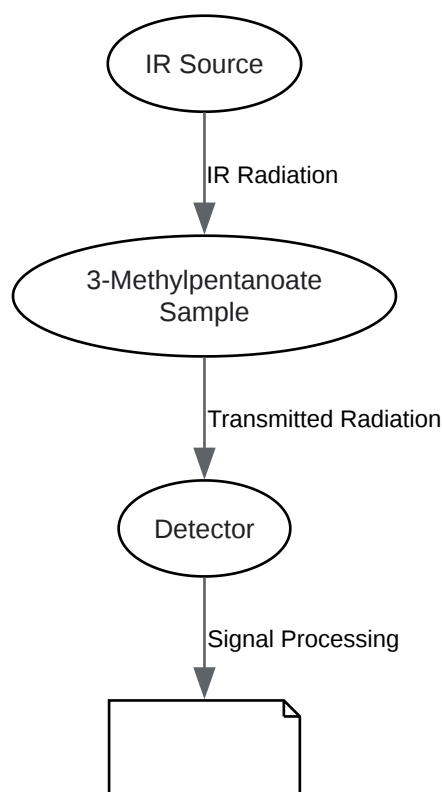 IR Source
IR Radiation
3-Methylpentanoate
Sample
Transmitted Radiation
Detector
Signal Processing